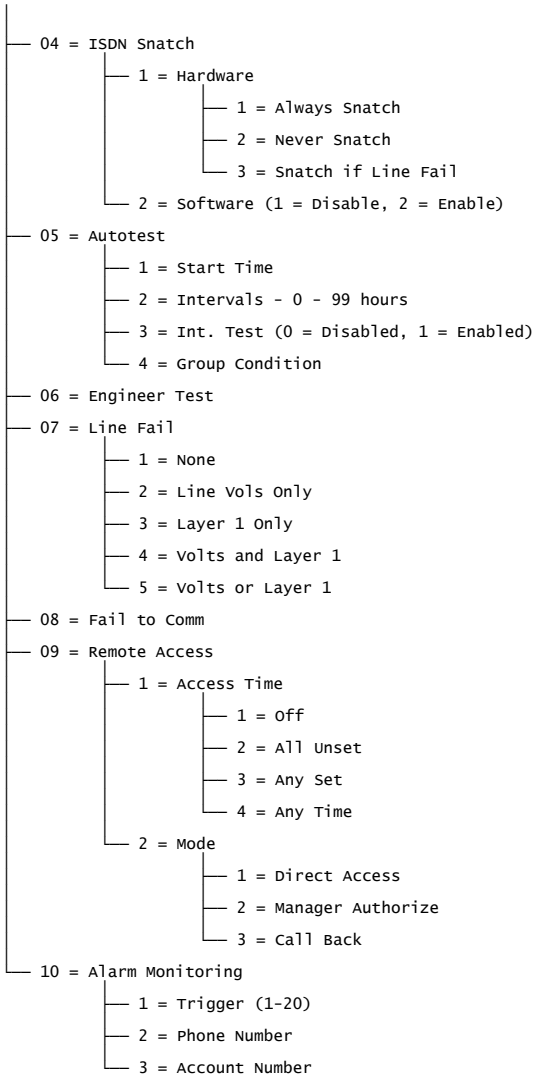 04 = ISDN Snatch
1 = Hardware
1 = Always Snatch
2 = Never Snatch
3 = Snatch if Line Fail
2 = Software (1 = Disable, 2 = Enable)
05 = Autotest
1 = Start Time
2 = Intervals - 0 - 99 hours
3 = Int. Test (0 = Disabled, 1 = Enabled)
4 = Group Condition
06 = Engineer Test
07 = Line Fail
1 = None
2 = Line Vols Only
3 = Layer 1 Only
4 = Volts and Layer 1
5 = Volts or Layer 1
08 = Fail to Comm
09 = Remote Access
1 = Access Time
1 = Off
2 = All Unset
3 = Any Set
4 = Any Time
2 = Mode
1 = Direct Access
2 = Manager Authorize
3 = Call Back
10 = Alarm Monitoring
1 = Trigger (1-20)
2 = Phone Number
3 = Account Number